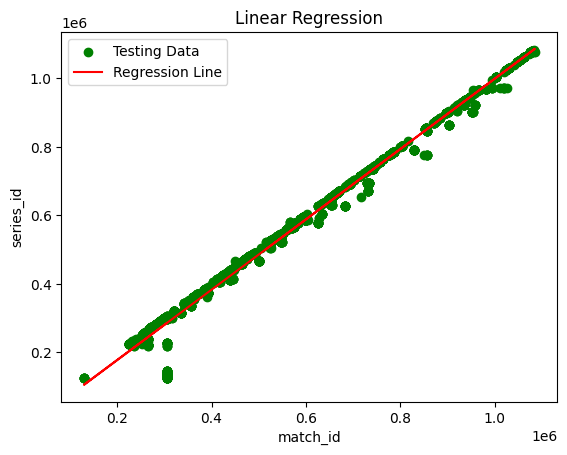 Linear Regression
1e6
Testing Data
Regression Line
series_id
1.0
0.8
0.6
0.4
0.2
0.2 0.4 0.6 0.8 1.0
1e6
match_id